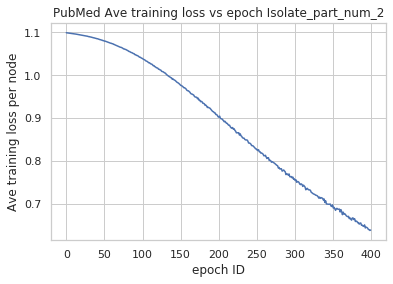 PubMed Ave training loss vs epoch Isolate_part_num_2
Ave training loss per node
1.1
1.0
0.9
0.8
0.7
0 50 100 150 200 250 300 350 400
epoch ID